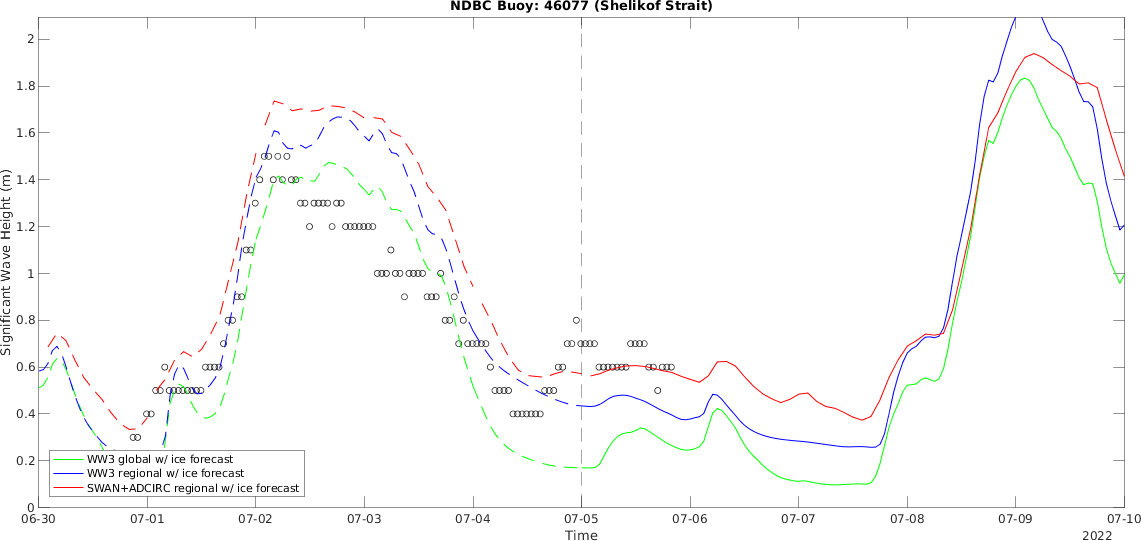 NDBC Buoy: 46077 (Shelikof Strait)
Significant Wave Height (m)
2
1.8
1.6
1.4
1.2
1
0.8
0.6
0.4
0.2
0
WW3 global w/ ice forecast
WW3 regional w/ ice forecast
SWAN+ADCIRC regional w/ ice forecast
06-30 07-01 07-02 07-03 07-04 07-05 07-06 07-07 07-08 07-09 07-10
Time
2022